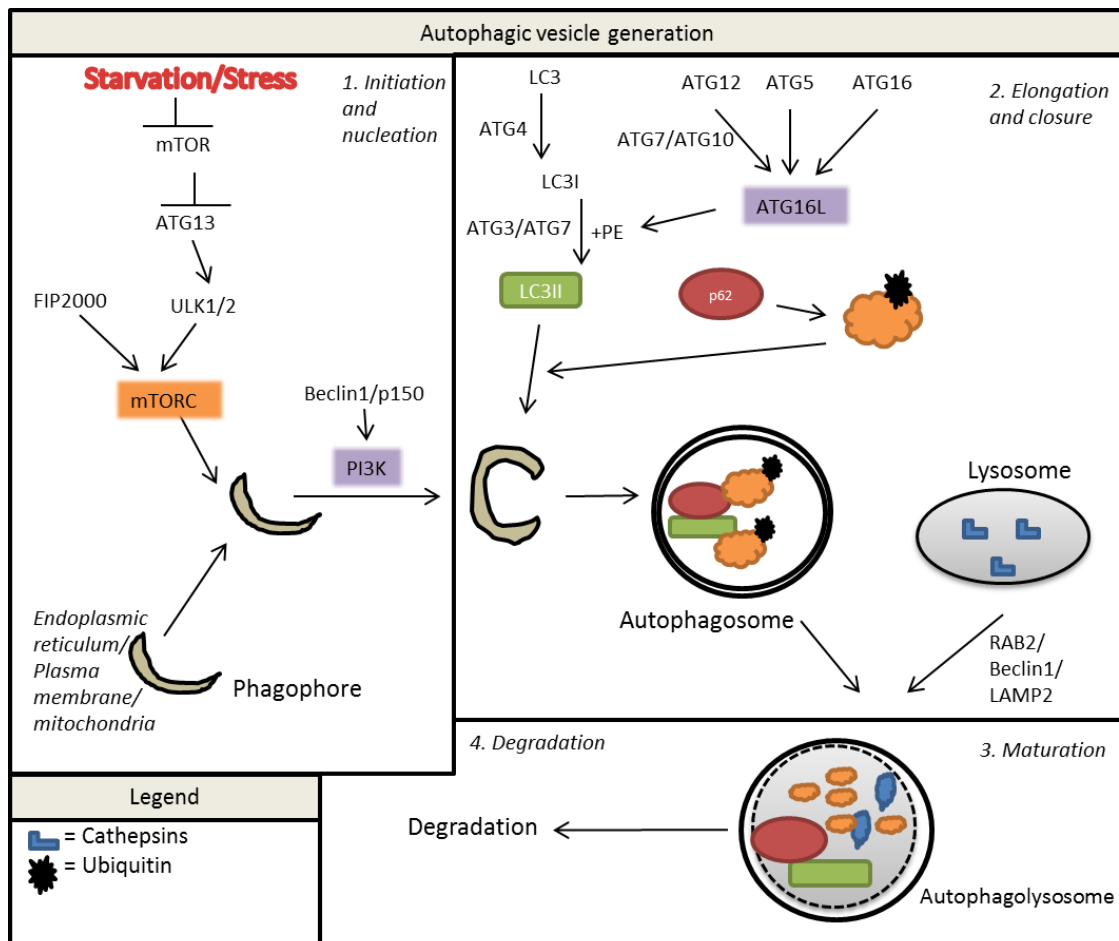 Autophagic vesicle generation
Starvation/Stress
1. Initiation
and
nucleation
mTOR
ATG13
FIP2000
ULK1/2
mTORC
Beclin1/p150
PI3K
Endoplasmic
reticulum/
Plasma
membrane/
mitochondria
Phagophore
LC3
ATG4
LC3I
ATG3/ATG7
+PE
LC3II
ATG12
ATG5
ATG16
ATG7/ATG10
ATG16L
2. Elongation
and closure
p62
Autophagosome
Lysosome
RAB2/
Beclin1/
LAMP2
3. Maturation
Autophagolysosome
4. Degradation
Degradation
Legend
= Cathepsins
= Ubiquitin